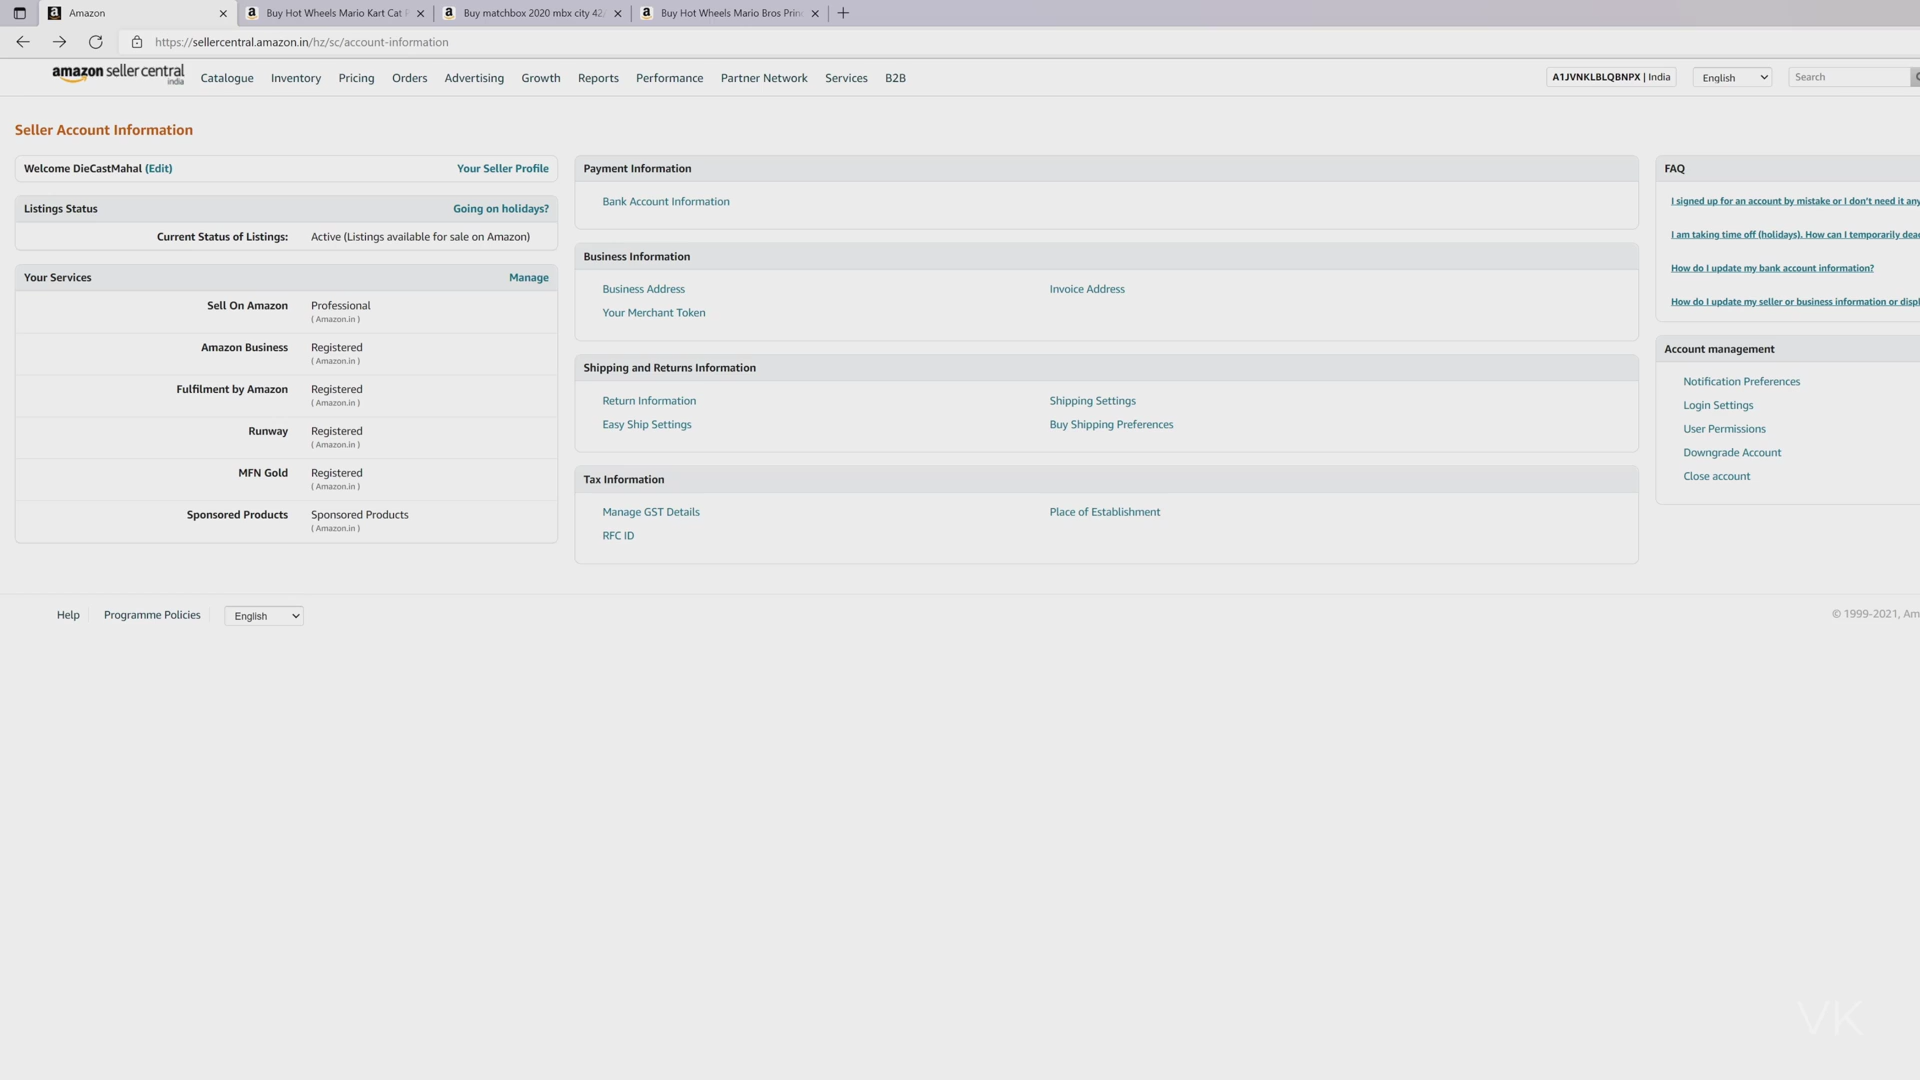 Amazon
Buy Hot Wheels Mario Kart Cat
Buy matchbox 2020 mbx city 42
Buy Hot Wheels Mario Bros Prin
https://sellercentral.amazon.in/hz/sc/account-information
amazon seller central
india
Catalogue Inventory Pricing Orders Advertising Growth Reports Performance Partner Network Services B2B
A1JVNKLBLQBNPX | India
English
Search
Seller Account Information
Welcome DieCastMahal (Edit) Your Seller Profile
Listings Status Going on holidays?
Current Status of Listings: Active (Listings available for sale on Amazon)
Your Services Manage
Sell On Amazon Professional
( Amazon.in )
Amazon Business Registered
( Amazon.in )
Fulfilment by Amazon Registered
( Amazon.in )
Runway Registered
( Amazon.in )
MFN Gold Registered
( Amazon.in )
Sponsored Products Sponsored Products
( Amazon.in )
Payment Information
Bank Account Information
Business Information
Business Address Invoice Address
Your Merchant Token
Shipping and Returns Information
Return Information Shipping Settings
Easy Ship Settings Buy Shipping Preferences
Tax Information
Manage GST Details Place of Establishment
RFC ID
FAQ
I signed up for an account by mistake or I don't need it any
I am taking time off (holidays). How can I temporarily dea
How do I update my bank account information?
How do I update my seller or business information or displ
Account management
Notification Preferences
Login Settings
User Permissions
Downgrade Account
Close account
Help Programme Policies English
© 1999-2021, Am
VK